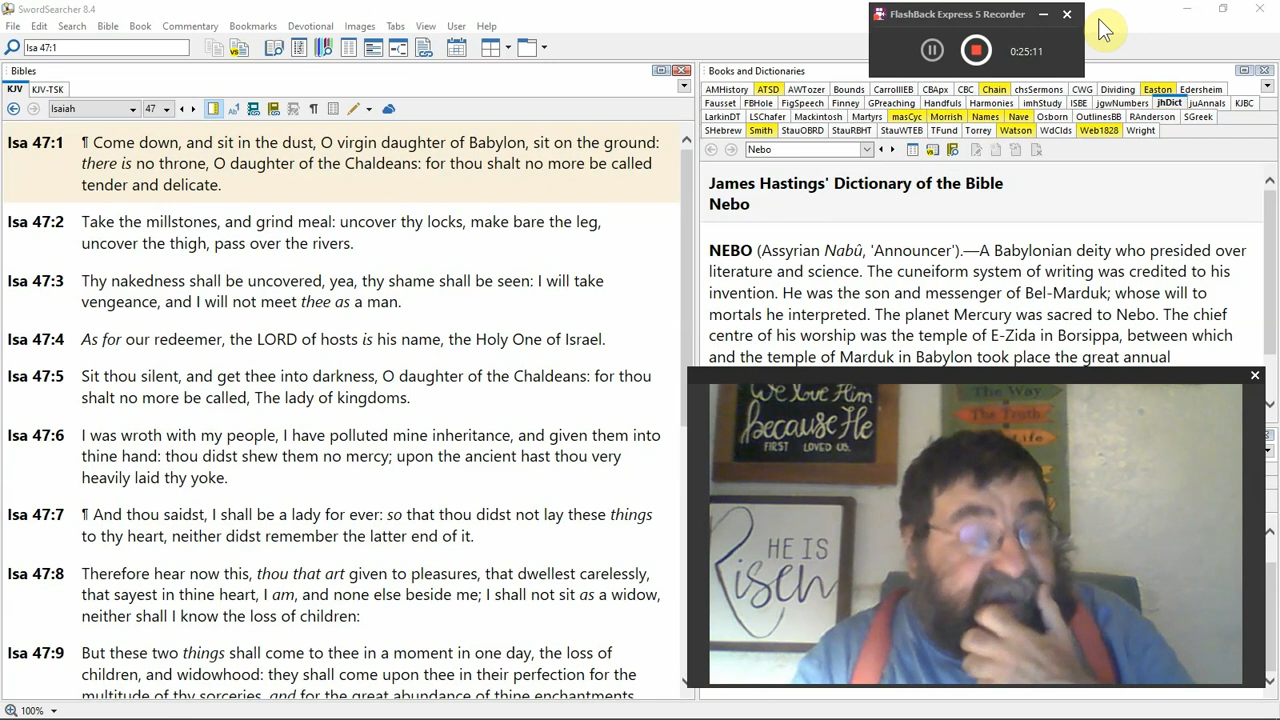 SwordSearcher 8.4
File Edit Search Bible Book Commentary Bookmarks Devotional Images Tabs View User Help
Isa 47:1
Bibles
KJV KJV-TSK
Isaiah 47
Isa 47:1 ¶ Come down, and sit in the dust, O virgin daughter of Babylon, sit on the ground:
there is no throne, O daughter of the Chaldeans: for thou shalt no more be called
tender and delicate.
Isa 47:2 Take the millstones, and grind meal: uncover thy locks, make bare the leg,
uncover the thigh, pass over the rivers.
Isa 47:3 Thy nakedness shall be uncovered, yea, thy shame shall be seen: I will take
vengeance, and I will not meet thee as a man.
Isa 47:4 As for our redeemer, the LORD of hosts is his name, the Holy One of Israel.
Isa 47:5 Sit thou silent, and get thee into darkness, O daughter of the Chaldeans: for thou
shalt no more be called, The lady of kingdoms.
Isa 47:6 I was wroth with my people, I have polluted mine inheritance, and given them into
thine hand: thou didst shew them no mercy; upon the ancient hast thou very
heavily laid thy yoke.
Isa 47:7 ¶ And thou saidst, I shall be a lady for ever: so that thou didst not lay these things
to thy heart, neither didst remember the latter end of it.
Isa 47:8 Therefore hear now this, thou that art given to pleasures, that dwellest carelessly,
that sayest in thine heart, I am, and none else beside me; I shall not sit as a widow,
neither shall I know the loss of children:
Isa 47:9 But these two things shall come to thee in a moment in one day, the loss of
children, and widowhood: they shall come upon thee in their perfection for the
multitude of thy sorceries, and for the great abundance of thine enchantments
100%
FlashBack Express 5 Recorder
0:25:11
Books and Dictionaries
AMHistory ATSD AWTozer Bounds CarrollIEB CBApx CBC Chain chsSermons CWG Dividing Easton Edersheim
Fausset FBHole FigSpeech Finney GPreaching Handfuls Harmonies imhStudy ISBE jgwNumbers jhDict juAnnals KJBC
LarkinDT LSChafer Mackintosh Martyrs masCyc Morrish Names Nave Osborn OutlinesBB RAnderson SGreek
SHebrew Smith StauOBRD StauRBHT StauWTEB TFund Torrey Watson WdClds Web1828 Wright
Nebo
James Hastings' Dictionary of the Bible
Nebo
NEBO (Assyrian Nabû, 'Announcer').—A Babylonian deity who presided over
literature and science. The cuneiform system of writing was credited to his
invention. He was the son and messenger of Bel-Marduk; whose will to
mortals he interpreted. The planet Mercury was sacred to Nebo. The chief
centre of his worship was the temple of E-Zida in Borsippa, between which
and the temple of Marduk in Babylon took place the great annual
We love Him
because He
FIRST LOVED US.
The Way
The Truth
Life
HE IS
Risen